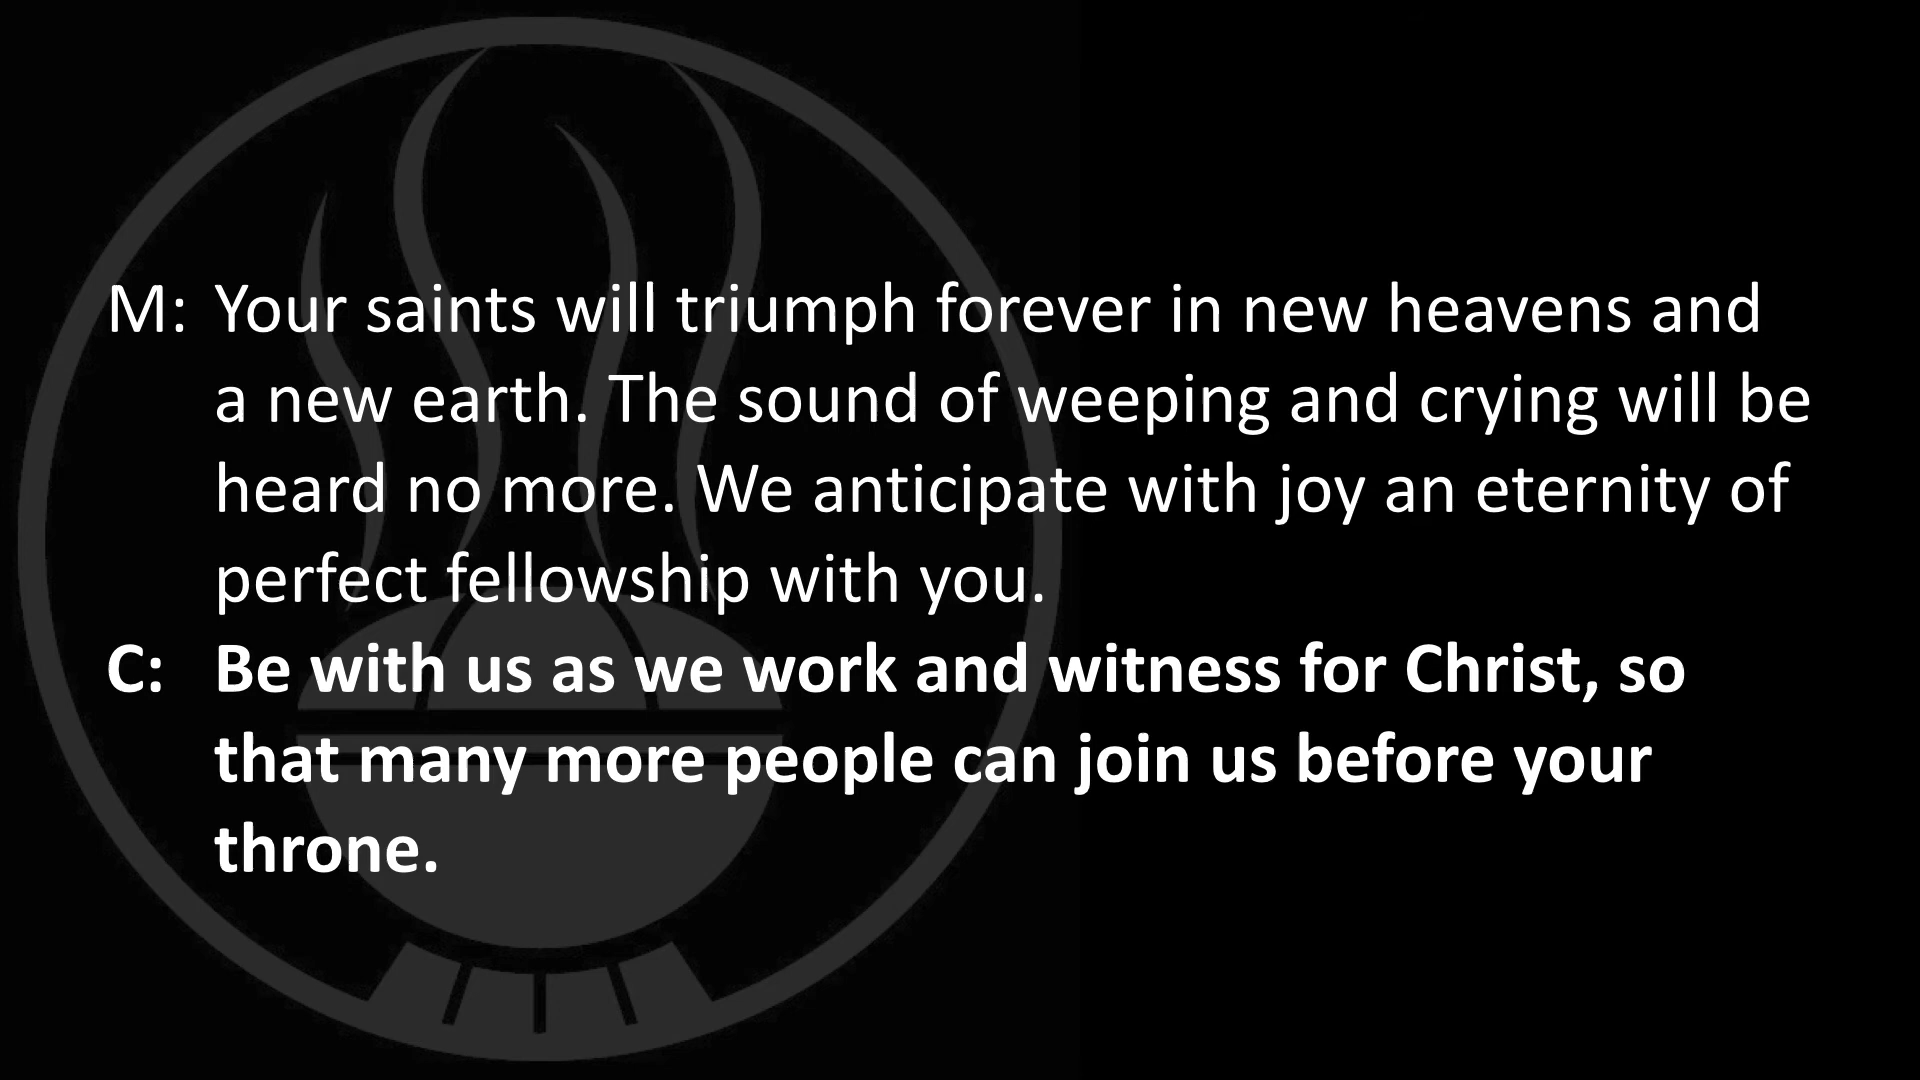 M: Your saints will triumph forever in new heavens and
a new earth. The sound of weeping and crying will be
heard no more. We anticipate with joy an eternity of
perfect fellowship with you.
C: Be with us as we work and witness for Christ, so
that many more people can join us before your
throne.